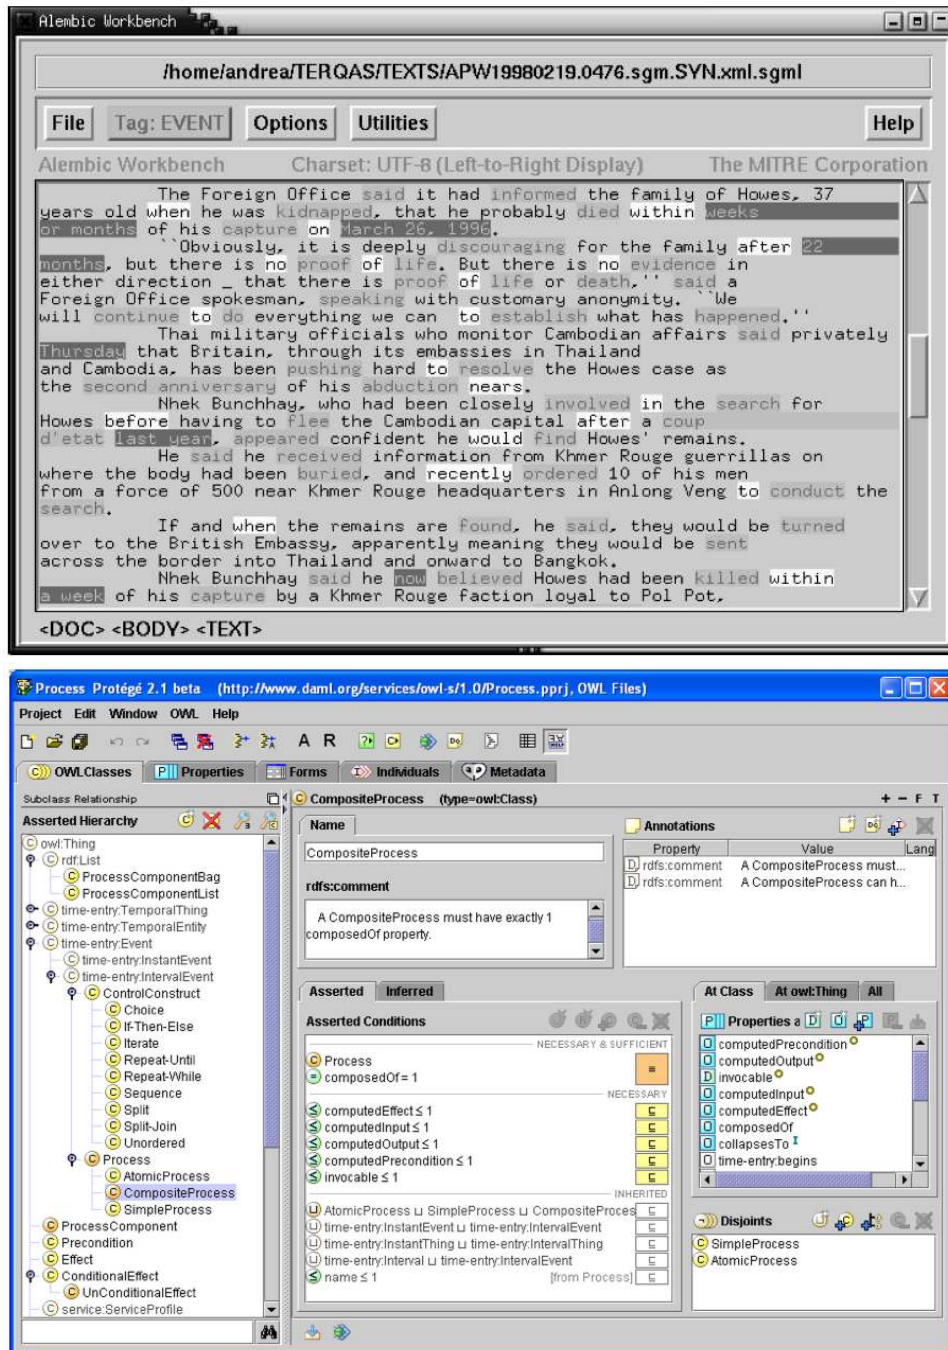 Alembic Workbench
/home/andrea/TERQAS/TEXTS/APW19980219.0476.sgm.SYN.xml.sgml
File Tag: EVENT Options Utilities Help
Alembic Workbench Charset: UTF-8 (Left-to-Right Display) The MITRE Corporation
The Foreign Office said it had informed the family of Howes, 37
years old when he was kidnapped, that he probably died within weeks
or months of his capture on March 26, 1996.
``Obviously, it is deeply discouraging for the family after 22
months, but there is no proof of life. But there is no evidence in
either direction _ that there is proof of life or death,'' said a
Foreign Office spokesman, speaking with customary anonymity. ``We
will continue to do everything we can to establish what has happened.''
Thai military officials who monitor Cambodian affairs said privately
Thursday that Britain, through its embassies in Thailand
and Cambodia, has been pushing hard to resolve the Howes case as
the second anniversary of his abduction nears.
Nhek Bunchhay, who had been closely involved in the search for
Howes before having to flee the Cambodian capital after a coup
d'etat last year, appeared confident he would find Howes' remains.
He said he received information from Khmer Rouge guerrillas on
where the body had been buried, and recently ordered 10 of his men
from a force of 500 near Khmer Rouge headquarters in Anlong Veng to conduct the
search.
If and when the remains are found, he said, they would be turned
over to the British Embassy, apparently meaning they would be sent
across the border into Thailand and onward to Bangkok.
Nhek Bunchhay said he now believed Howes had been killed within
a week of his capture by a Khmer Rouge faction loyal to Pol Pot,
<DOC> <BODY> <TEXT>
Process Protégé 2.1 beta (http://www.daml.org/services/owl-s/1.0/Process.pprj, OWL Files)
Project Edit Window OWL Help
A R
OWLClasses Properties Forms Individuals Metadata
Subclass Relationship
Asserted Hierarchy
owl:Thing
rdf:List
ProcessComponentBag
ProcessComponentList
time-entry:TemporalThing
time-entry:TemporalEntity
time-entry:Event
time-entry:InstantEvent
time-entry:IntervalEvent
ControlConstruct
Choice
If-Then-Else
Iterate
Repeat-Until
Repeat-While
Sequence
Split
Split-Join
Unordered
Process
AtomicProcess
CompositeProcess
SimpleProcess
ProcessComponent
Precondition
Effect
ConditionalEffect
UnConditionalEffect
service:ServiceProfile
CompositeProcess (type=owl:Class)
+ − F T
Name
CompositeProcess
rdfs:comment
A CompositeProcess must have exactly 1
composedOf property.
Annotations
Property Value Lang
rdfs:comment A CompositeProcess must...
rdfs:comment A CompositeProcess can h...
Asserted Inferred
Asserted Conditions
NECESSARY & SUFFICIENT
Process
composedOf = 1
NECESSARY
computedEffect ≤ 1
computedInput ≤ 1
computedOutput ≤ 1
computedPrecondition ≤ 1
invocable ≤ 1
INHERITED
AtomicProcess ⊔ SimpleProcess ⊔ CompositeProces
time-entry:InstantEvent ⊔ time-entry:IntervalEvent
time-entry:InstantThing ⊔ time-entry:IntervalThing
time-entry:Interval ⊔ time-entry:IntervalEvent
name ≤ 1 [from Process]
At Class At owl:Thing All
Properties a
computedPrecondition
computedOutput
invocable
computedInput
computedEffect
composedOf
collapsesTo
time-entry:begins
Disjoints
SimpleProcess
AtomicProcess